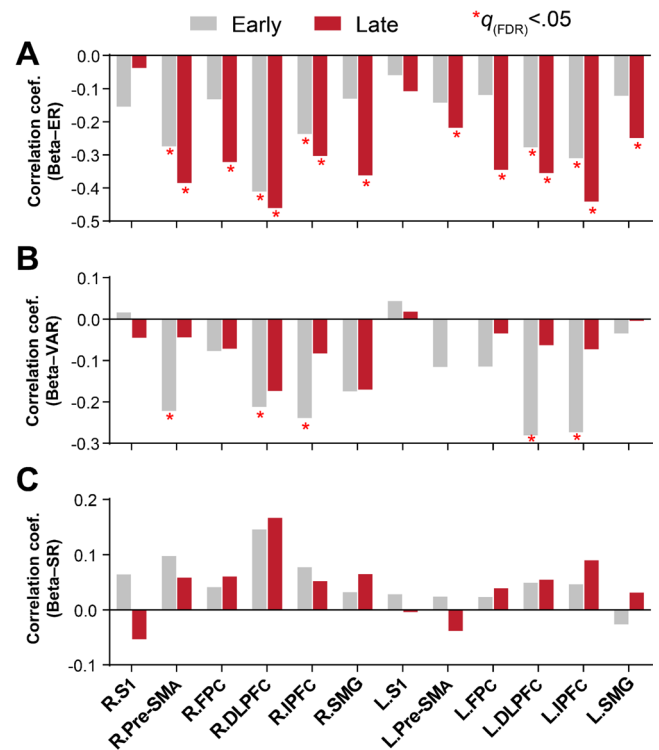 Early Late *q(FDR)<.05
A
Correlation coef.
(Beta–ER)
0.0
-0.1
-0.2
-0.3
-0.4
-0.5
* * * * * * * * * * * * * * *
B
Correlation coef.
(Beta–VAR)
0.1
0.0
-0.1
-0.2
-0.3
* * * * *
C
Correlation coef.
(Beta–SR)
0.2
0.1
0.0
-0.1
R.S1
R.Pre-SMA
R.FPC
R.DLPFC
R.IPFC
R.SMG
L.S1
L.Pre-SMA
L.FPC
L.DLPFC
L.IPFC
L.SMG